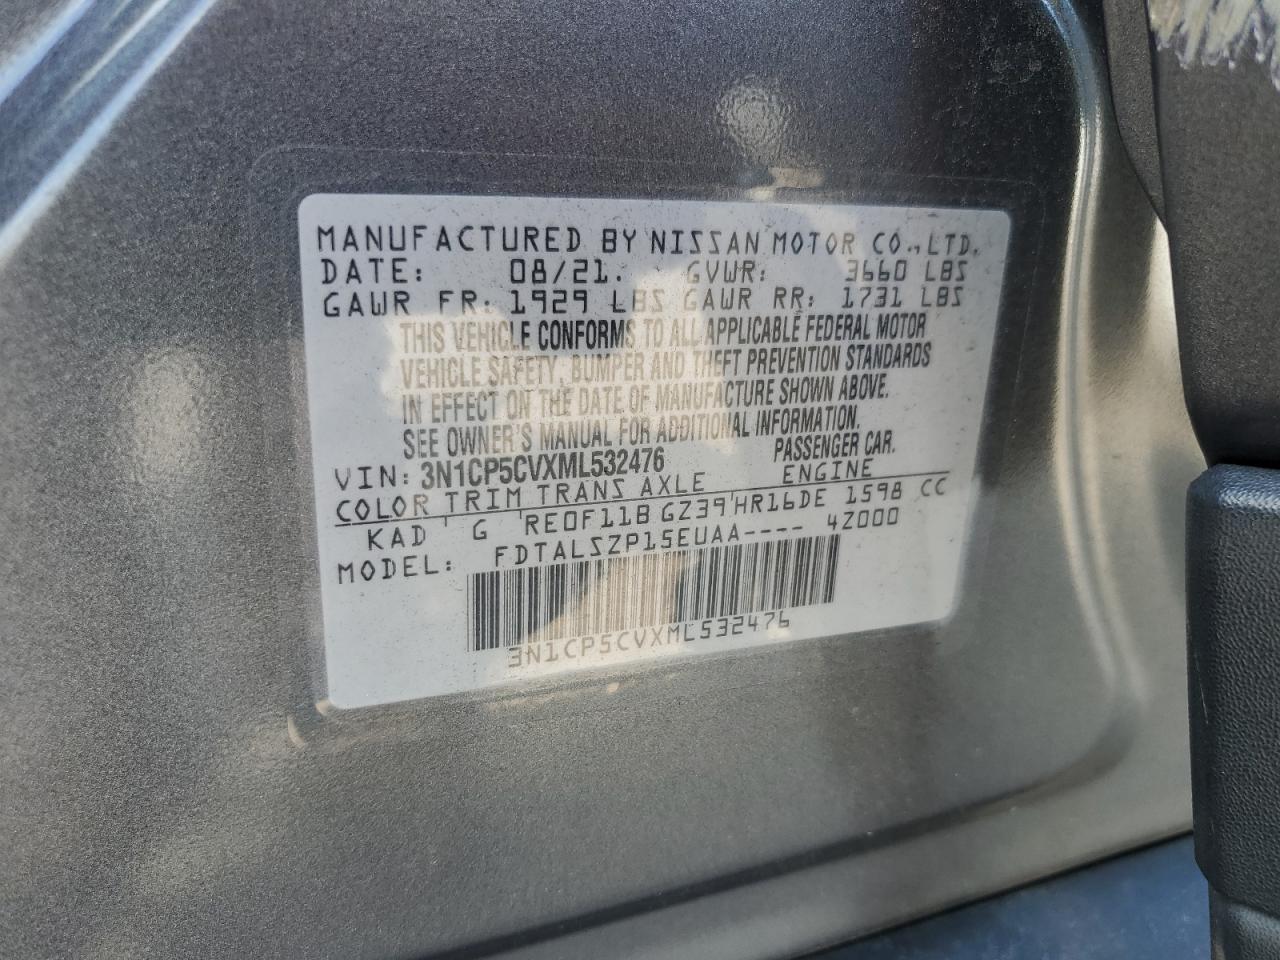 MANUFACTURED BY NISSAN MOTOR CO., LTD.
DATE: 08/21. GVWR: 3660 LBS
GAWR FR: 1929 LBS GAWR RR: 1731 LBS
THIS VEHICLE CONFORMS TO ALL APPLICABLE FEDERAL MOTOR
VEHICLE SAFETY, BUMPER AND THEFT PREVENTION STANDARDS
IN EFFECT ON THE DATE OF MANUFACTURE SHOWN ABOVE.
SEE OWNER'S MANUAL FOR ADDITIONAL INFORMATION.
VIN: 3N1CP5CVXML532476 PASSENGER CAR.
COLOR TRIM TRANS AXLE ENGINE
KAD G RE0F11B GZ39 HR16DE 1598 CC
MODEL: FDTALSZP15EUAA---- 4Z000
3N1CP5CVXML532476